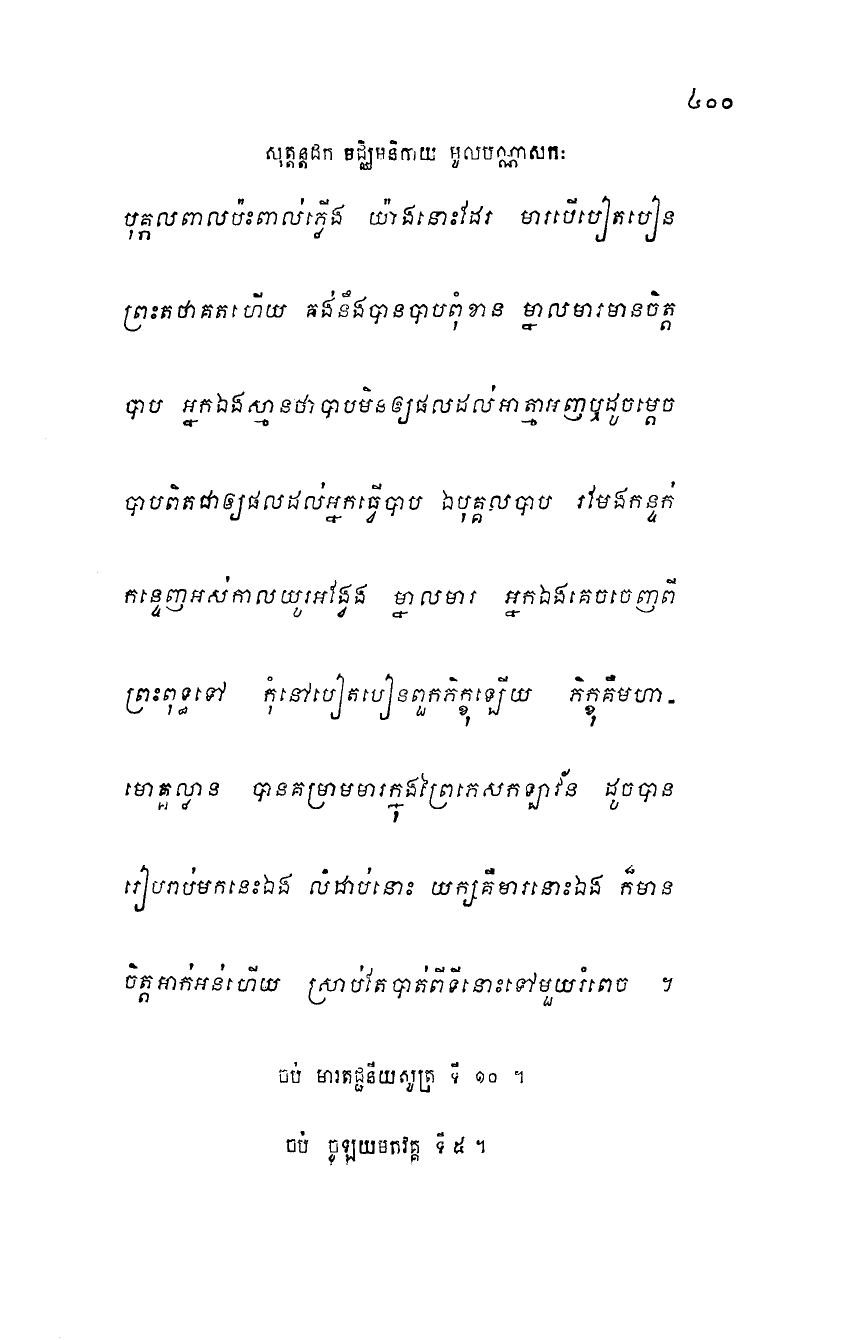 ៤០០
សុត្តន្តបិដក មជ្ឈិមនិកាយ មូលបណ្ណាសកៈ
បុគ្គលពាលប៉ះពាល់ភ្លើង យ៉ាងនោះដែរ មារបើបៀតបៀន
ព្រះតថាគតហើយ គង់នឹងបានបាបពុំខាន ម្នាលមារមានចិត្ត
បាប អ្នកឯងស្មានថាបាបមិនឲ្យផលដល់អាត្មាអញឬដូចម្តេច
បាបពិតជាឲ្យផលដល់អ្នកធ្វើបាប ឯបុគ្គលបាប រមែងកន្ទក់
កន្ទេញអស់កាលយូរអង្វែង ម្នាលមារ អ្នកឯងគេចចេញពី
ព្រះពុទ្ធទៅ កុំនៅបៀតបៀនពួកភិក្ខុឡើយ ភិក្ខុគឺមហា-
មោគ្គល្លាន បានគម្រាមមារក្នុងព្រៃភេសកឡាវ័ន ដូចបាន
រៀបរាប់មកនេះឯង លំដាប់នោះ យក្សគឺមារនោះឯង ក៏មាន
ចិត្តអាក់អន់ហើយ ស្រាប់តែបាត់ពីទីនោះទៅមួយរំពេច ។
ចប់ មារតជ្ជនីយសូត្រ ទី ១០ ។
ចប់ ចូឡយមកវគ្គ ទី ៥ ។